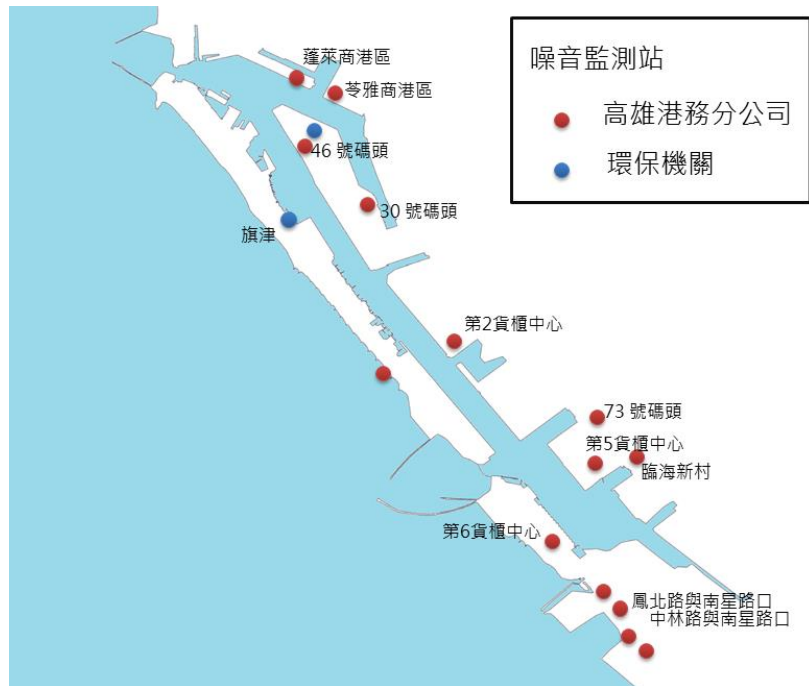 噪音監測站
高雄港務分公司
環保機關
蓬萊商港區
苓雅商港區
46 號碼頭
30 號碼頭
旗津
第2貨櫃中心
73 號碼頭
第5貨櫃中心
臨海新村
第6貨櫃中心
鳳北路與南星路口
中林路與南星路口